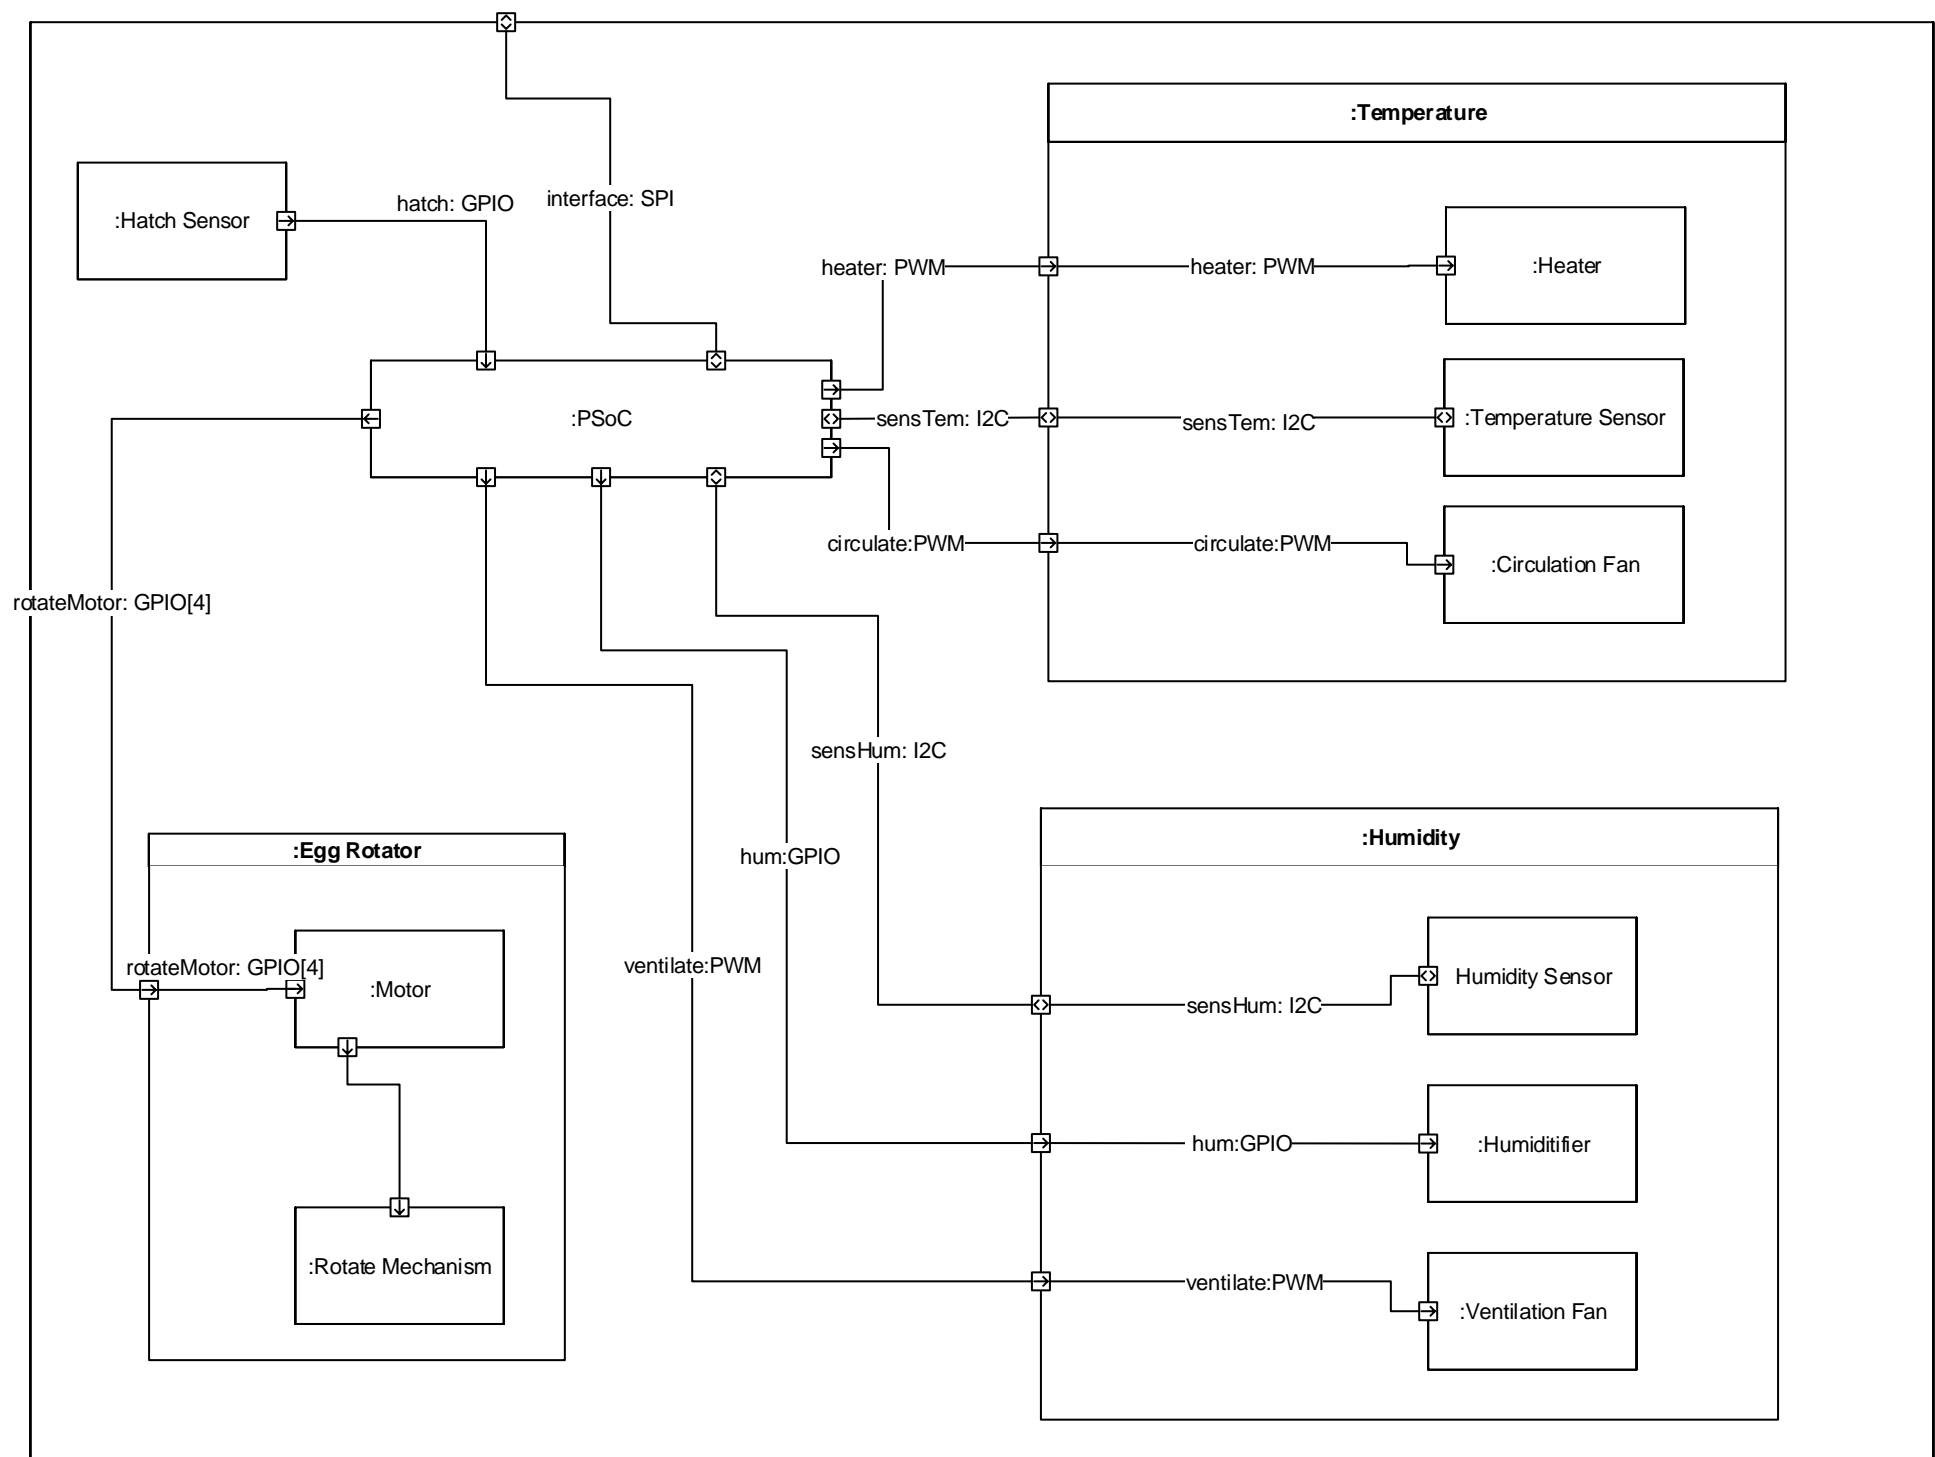 :Temperature
:Hatch Sensor
hatch: GPIO
interface: SPI
heater: PWM
heater: PWM
:Heater
:PSoC
sensTem: I2C
sensTem: I2C
:Temperature Sensor
circulate:PWM
circulate:PWM
:Circulation Fan
rotateMotor: GPIO[4]
sensHum: I2C
:Egg Rotator
hum:GPIO
:Humidity
rotateMotor: GPIO[4]
:Motor
ventilate:PWM
sensHum: I2C
Humidity Sensor
hum:GPIO
:Humiditifier
:Rotate Mechanism
ventilate:PWM
:Ventilation Fan